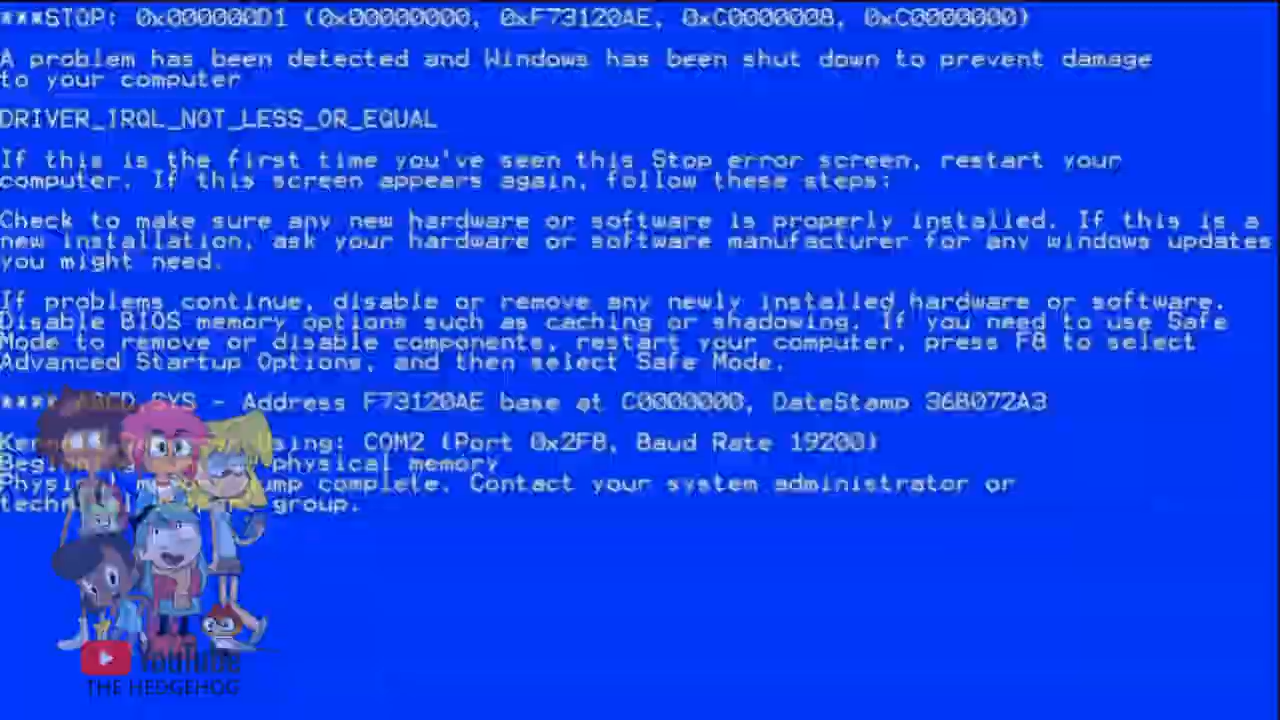 ***STOP: 0x000000D1 (0x00000000, 0xF73120AE, 0xC0000008, 0xC0000000)
A problem has been detected and Windows has been shut down to prevent damage
to your computer
DRIVER_IRQL_NOT_LESS_OR_EQUAL
If this is the first time you've seen this Stop error screen, restart your
computer. If this screen appears again, follow these steps:
Check to make sure any new hardware or software is properly installed. If this is a
new installation, ask your hardware or software manufacturer for any windows updates
you might need.
If problems continue, disable or remove any newly installed hardware or software.
Disable BIOS memory options such as caching or shadowing. If you need to use Safe
Mode to remove or disable components, restart your computer, press F8 to select
Advanced Startup Options, and then select Safe Mode.
**** ABCD.SYS - Address F73120AE base at C0000000, DateStamp 36B072A3
Using: COM2 (Port 0x2F8, Baud Rate 19200)
physical memory
dump complete. Contact your system administrator or
group.
YouTube
THE HEDGEHOG